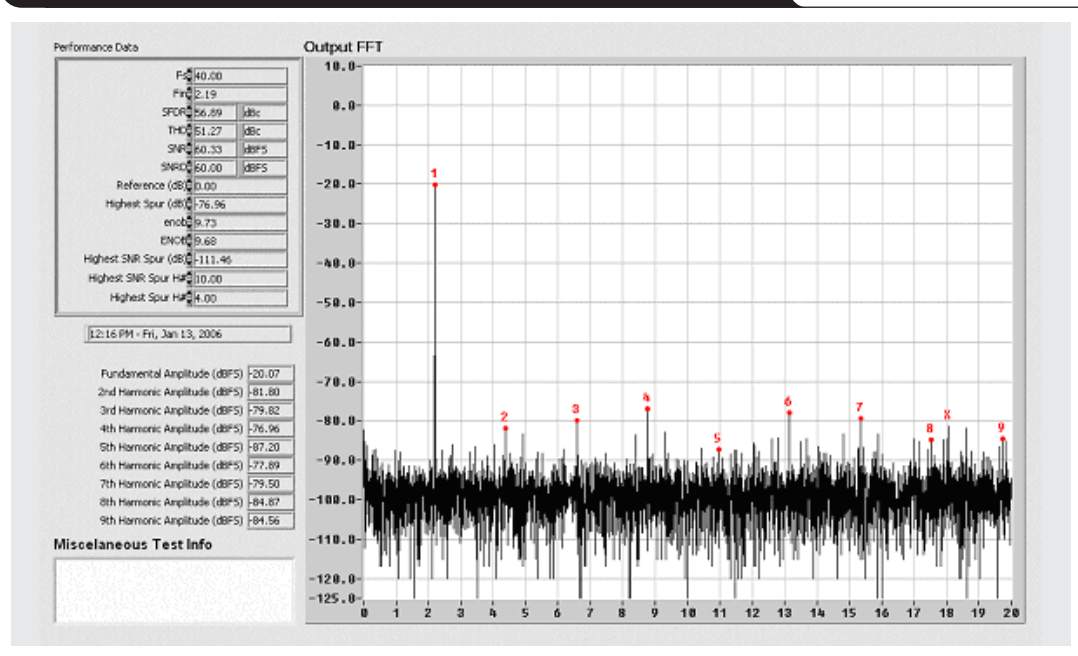 Performance Data
Fs 40.00
Fin 2.19
SFDR 56.89 dBc
THD 51.27 dBc
SNR 60.33 dBFS
SNRD 60.00 dBFS
Reference (dB) 0.00
Highest Spur (dB) -76.96
enob 9.73
ENOB 9.68
Highest SNR Spur (dB) -111.46
Highest SNR Spur H# 10.00
Highest Spur H# 4.00
12:16 PM - Fri, Jan 13, 2006
Fundamental Amplitude (dBFS) -20.07
2nd Harmonic Amplitude (dBFS) -81.80
3rd Harmonic Amplitude (dBFS) -79.82
4th Harmonic Amplitude (dBFS) -76.96
5th Harmonic Amplitude (dBFS) -87.20
6th Harmonic Amplitude (dBFS) -77.89
7th Harmonic Amplitude (dBFS) -79.50
8th Harmonic Amplitude (dBFS) -84.87
9th Harmonic Amplitude (dBFS) -84.56
Miscelaneous Test Info
Output FFT
10.0
0.0
-10.0
-20.0
-30.0
-40.0
-50.0
-60.0
-70.0
-80.0
-90.0
-100.0
-110.0
-120.0
-125.0
1
2
3
4
5
6
7
8
X
9
0 1 2 3 4 5 6 7 8 9 10 11 12 13 14 15 16 17 18 19 20